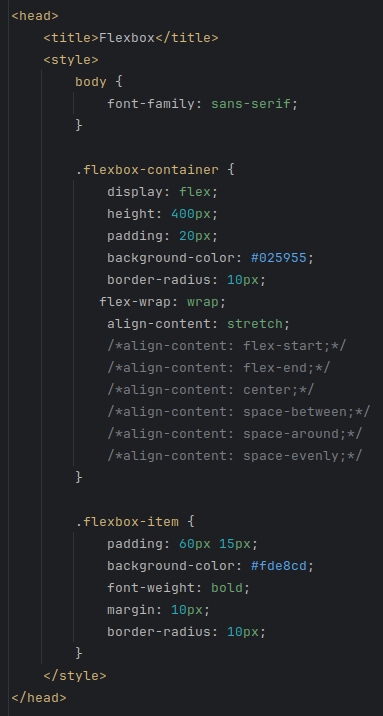 <head>
    <title>Flexbox</title>
    <style>
        body {
            font-family: sans-serif;
        }

        .flexbox-container {
            display: flex;
            height: 400px;
            padding: 20px;
            background-color: #025955;
            border-radius: 10px;
           flex-wrap: wrap;
            align-content: stretch;
            /*align-content: flex-start;*/
            /*align-content: flex-end;*/
            /*align-content: center;*/
            /*align-content: space-between;*/
            /*align-content: space-around;*/
            /*align-content: space-evenly;*/
        }

        .flexbox-item {
            padding: 60px 15px;
            background-color: #fde8cd;
            font-weight: bold;
            margin: 10px;
            border-radius: 10px;
        }
    </style>
</head>